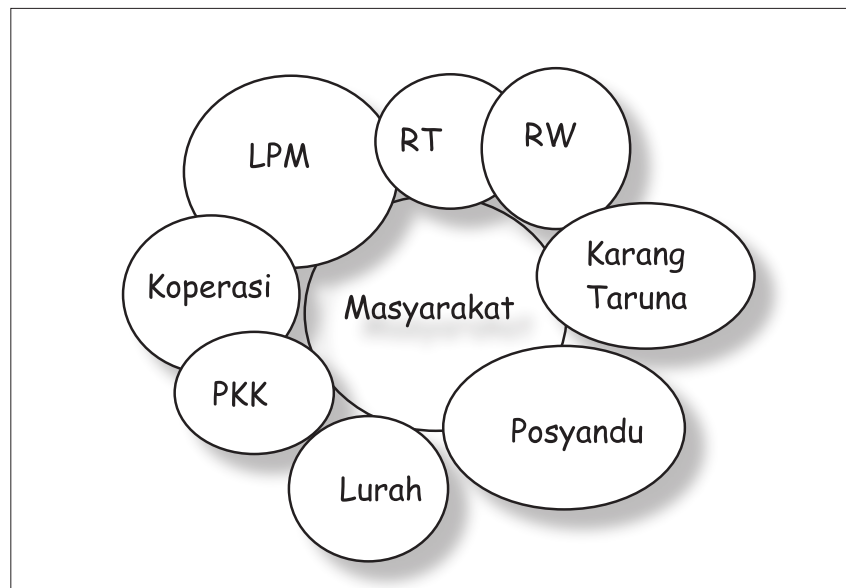 LPM
RT
RW
Koperasi
Masyarakat
Karang
Taruna
PKK
Posyandu
Lurah